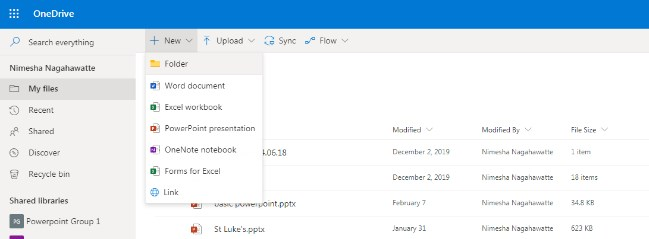 OneDrive
Search everything
New Upload Sync Flow
Nimesha Nagahawatte
My files
Recent
Shared
Discover
Recycle bin
Shared libraries
PG Powerpoint Group 1
Folder
Word document
Excel workbook
PowerPoint presentation
OneNote notebook
Forms for Excel
Link
Modified Modified By File Size
4.06.18 December 2, 2019 Nimesha Nagahawatte 1 item
December 2, 2019 Nimesha Nagahawatte 18 items
basic powerpoint.pptx February 7 Nimesha Nagahawatte 34.8 KB
St Luke's.pptx January 31 Nimesha Nagahawatte 623 KB